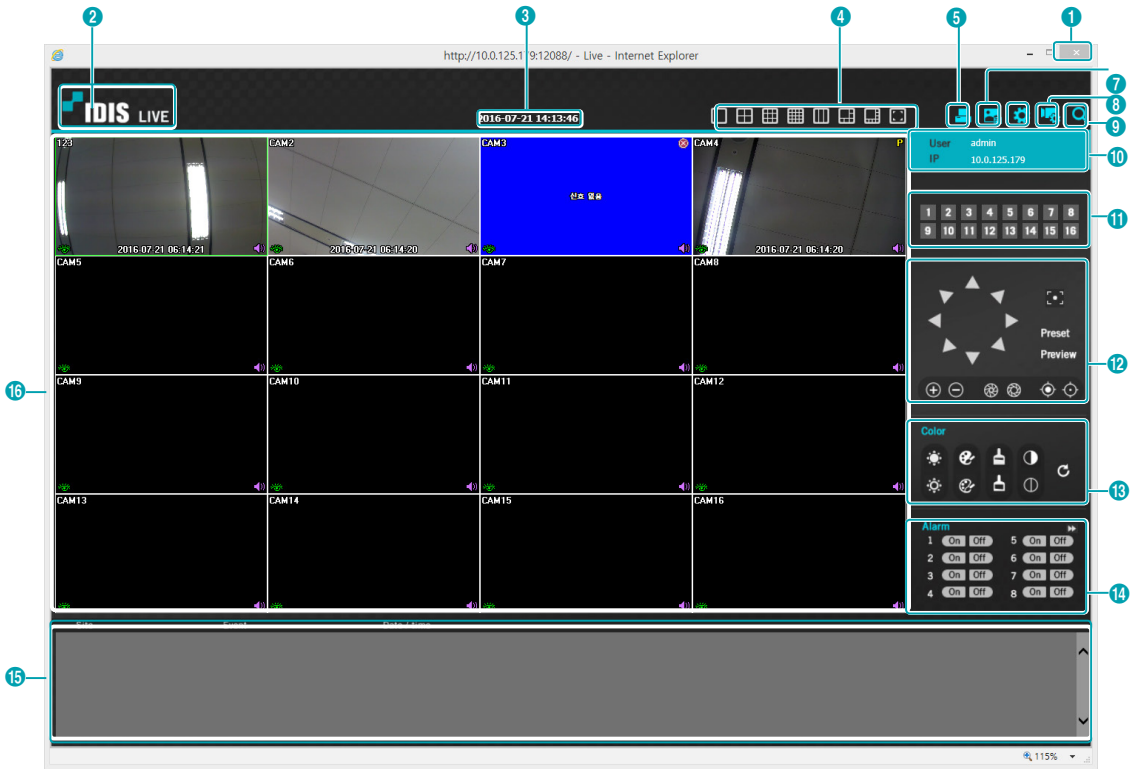 2 3 4 5 1
http://10.0.125.179:12088/ - Live - Internet Explorer
7
IDIS LIVE
2016-07-21 14:13:46
8
9
User admin
IP 10.0.125.179
10
123 CAM2 CAM3 CAM4 P
신호 없음
2016-07-21 06:14:21 2016-07-21 06:14:20 2016-07-21 06:14:20
1 2 3 4 5 6 7 8
9 10 11 12 13 14 15 16
11
CAM5 CAM6 CAM7 CAM8
Preset
Preview
12
16
CAM9 CAM10 CAM11 CAM12
Color
13
CAM13 CAM14 CAM15 CAM16
Alarm
1 On Off 5 On Off
2 On Off 6 On Off
3 On Off 7 On Off
4 On Off 8 On Off
14
Site Event Date / time
15
115%